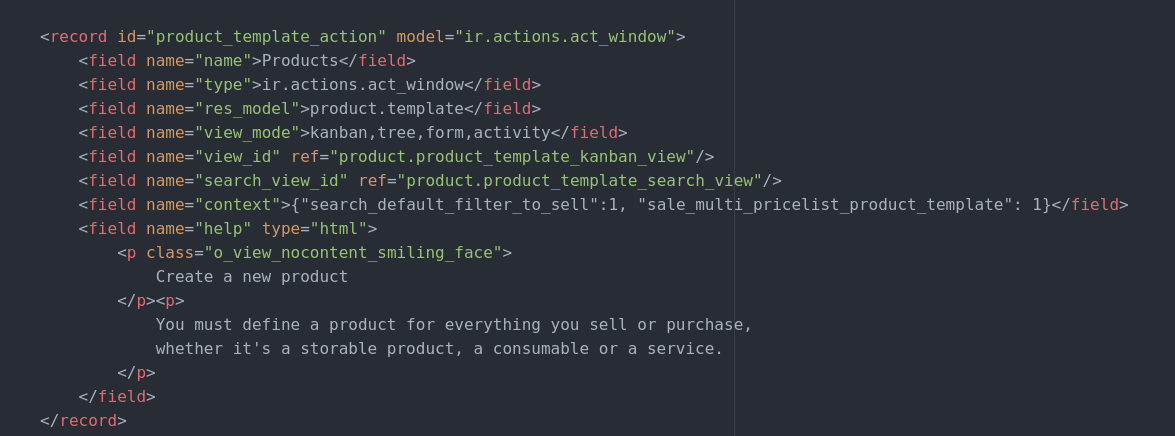 <record id="product_template_action" model="ir.actions.act_window">
    <field name="name">Products</field>
    <field name="type">ir.actions.act_window</field>
    <field name="res_model">product.template</field>
    <field name="view_mode">kanban,tree,form,activity</field>
    <field name="view_id" ref="product.product_template_kanban_view"/>
    <field name="search_view_id" ref="product.product_template_search_view"/>
    <field name="context">{"search_default_filter_to_sell":1, "sale_multi_pricelist_product_template": 1}</field>
    <field name="help" type="html">
        <p class="o_view_nocontent_smiling_face">
            Create a new product
        </p><p>
            You must define a product for everything you sell or purchase,
            whether it's a storable product, a consumable or a service.
        </p>
    </field>
</record>